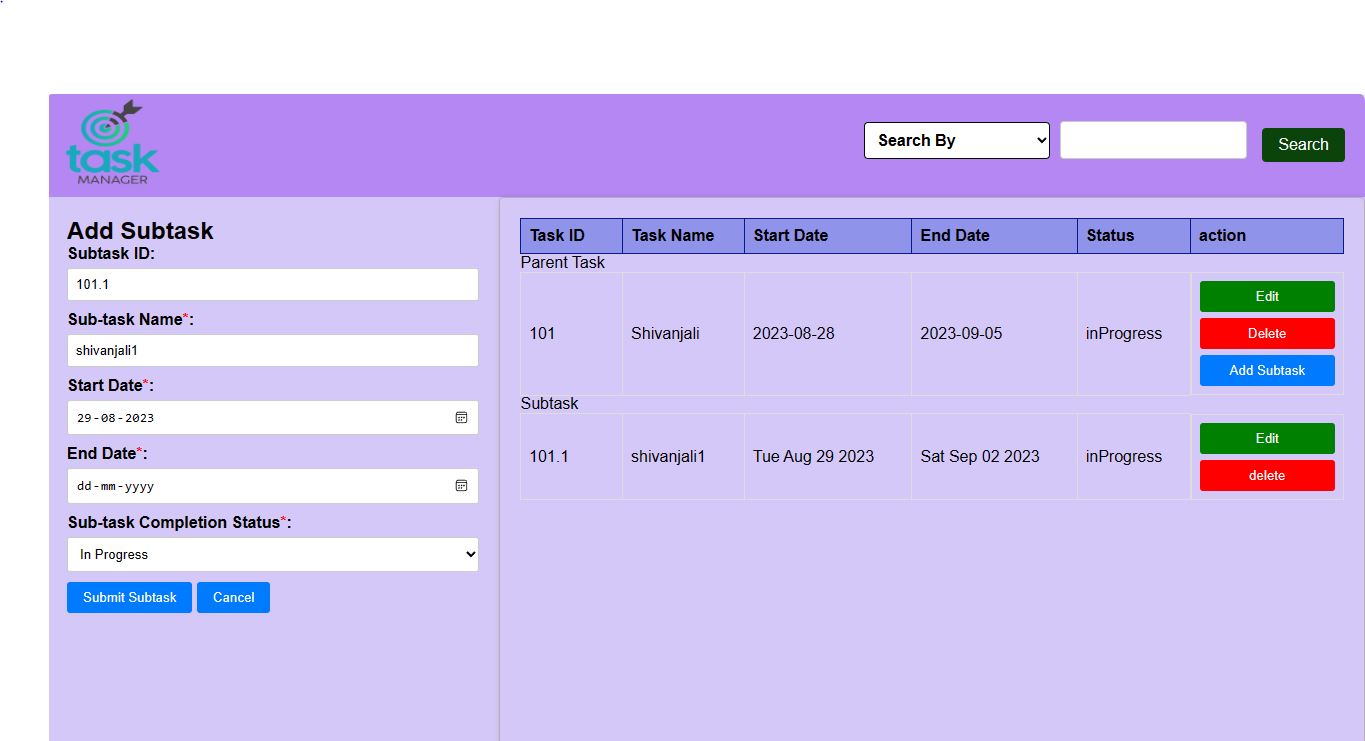 task
MANAGER
Search By
Search
Add Subtask
Subtask ID:
101.1
Sub-task Name*:
shivanjali1
Start Date*:
29-08-2023
End Date*:
dd-mm-yyyy
Sub-task Completion Status*:
In Progress
Submit Subtask Cancel
Task ID Task Name Start Date End Date Status action
Parent Task
101 Shivanjali 2023-08-28 2023-09-05 inProgress Edit
Delete
Add Subtask
Subtask
101.1 shivanjali1 Tue Aug 29 2023 Sat Sep 02 2023 inProgress Edit
delete